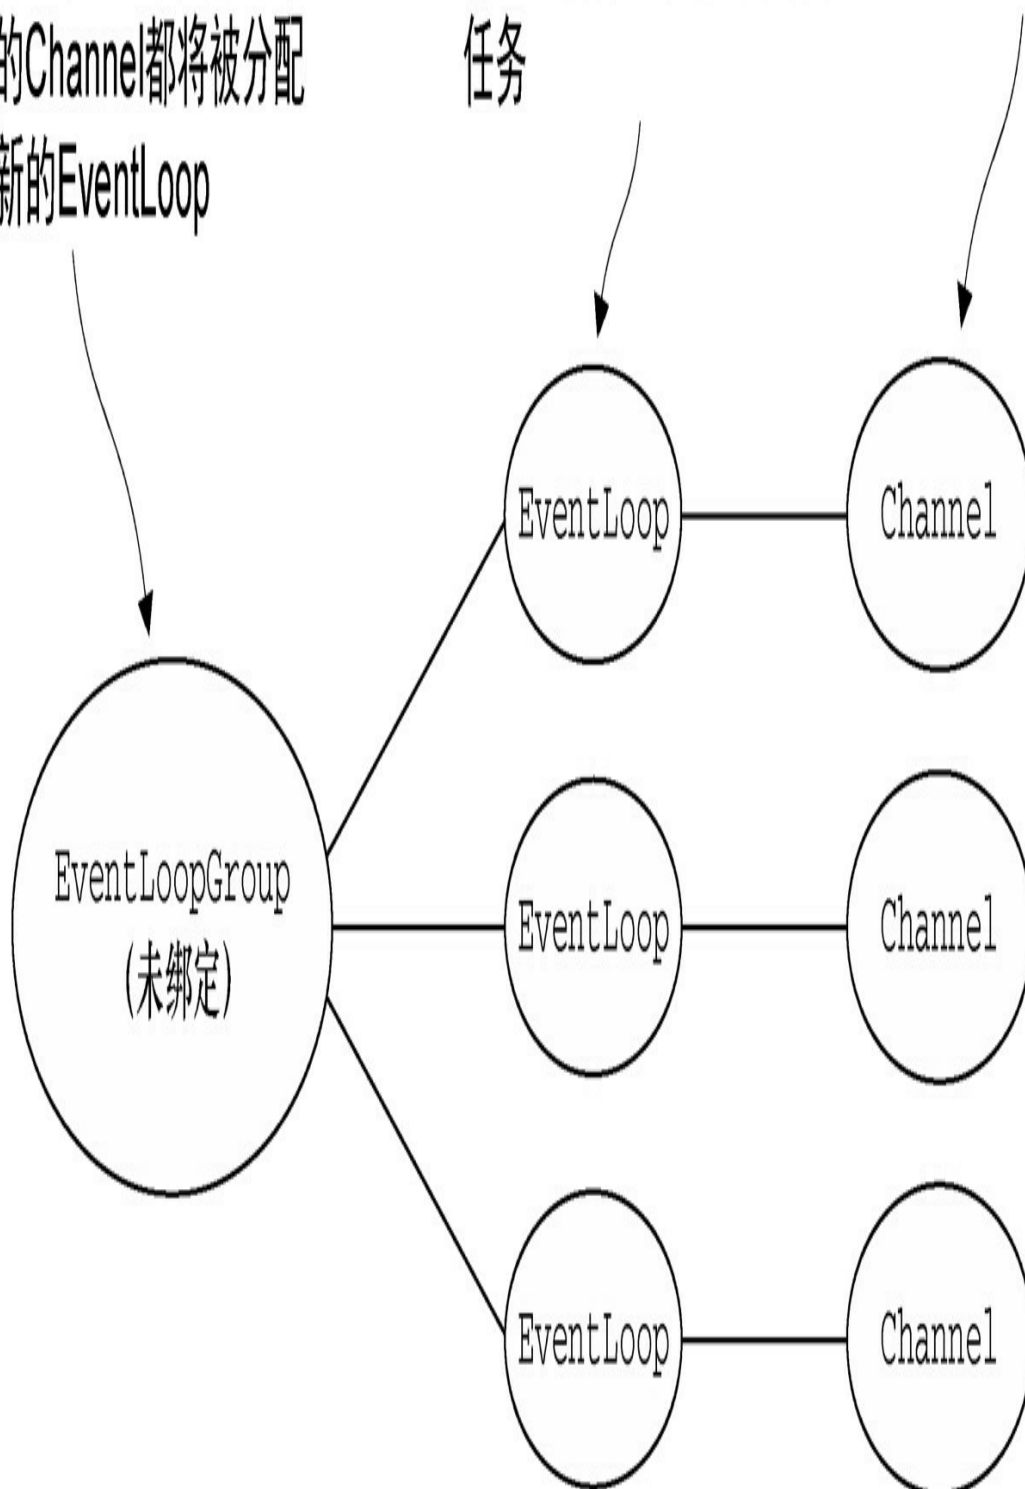 的Channel都将被分配
新的EventLoop
任务
EventLoop
Channel
EventLoopGroup
(未绑定)
EventLoop
Channel
EventLoop
Channel